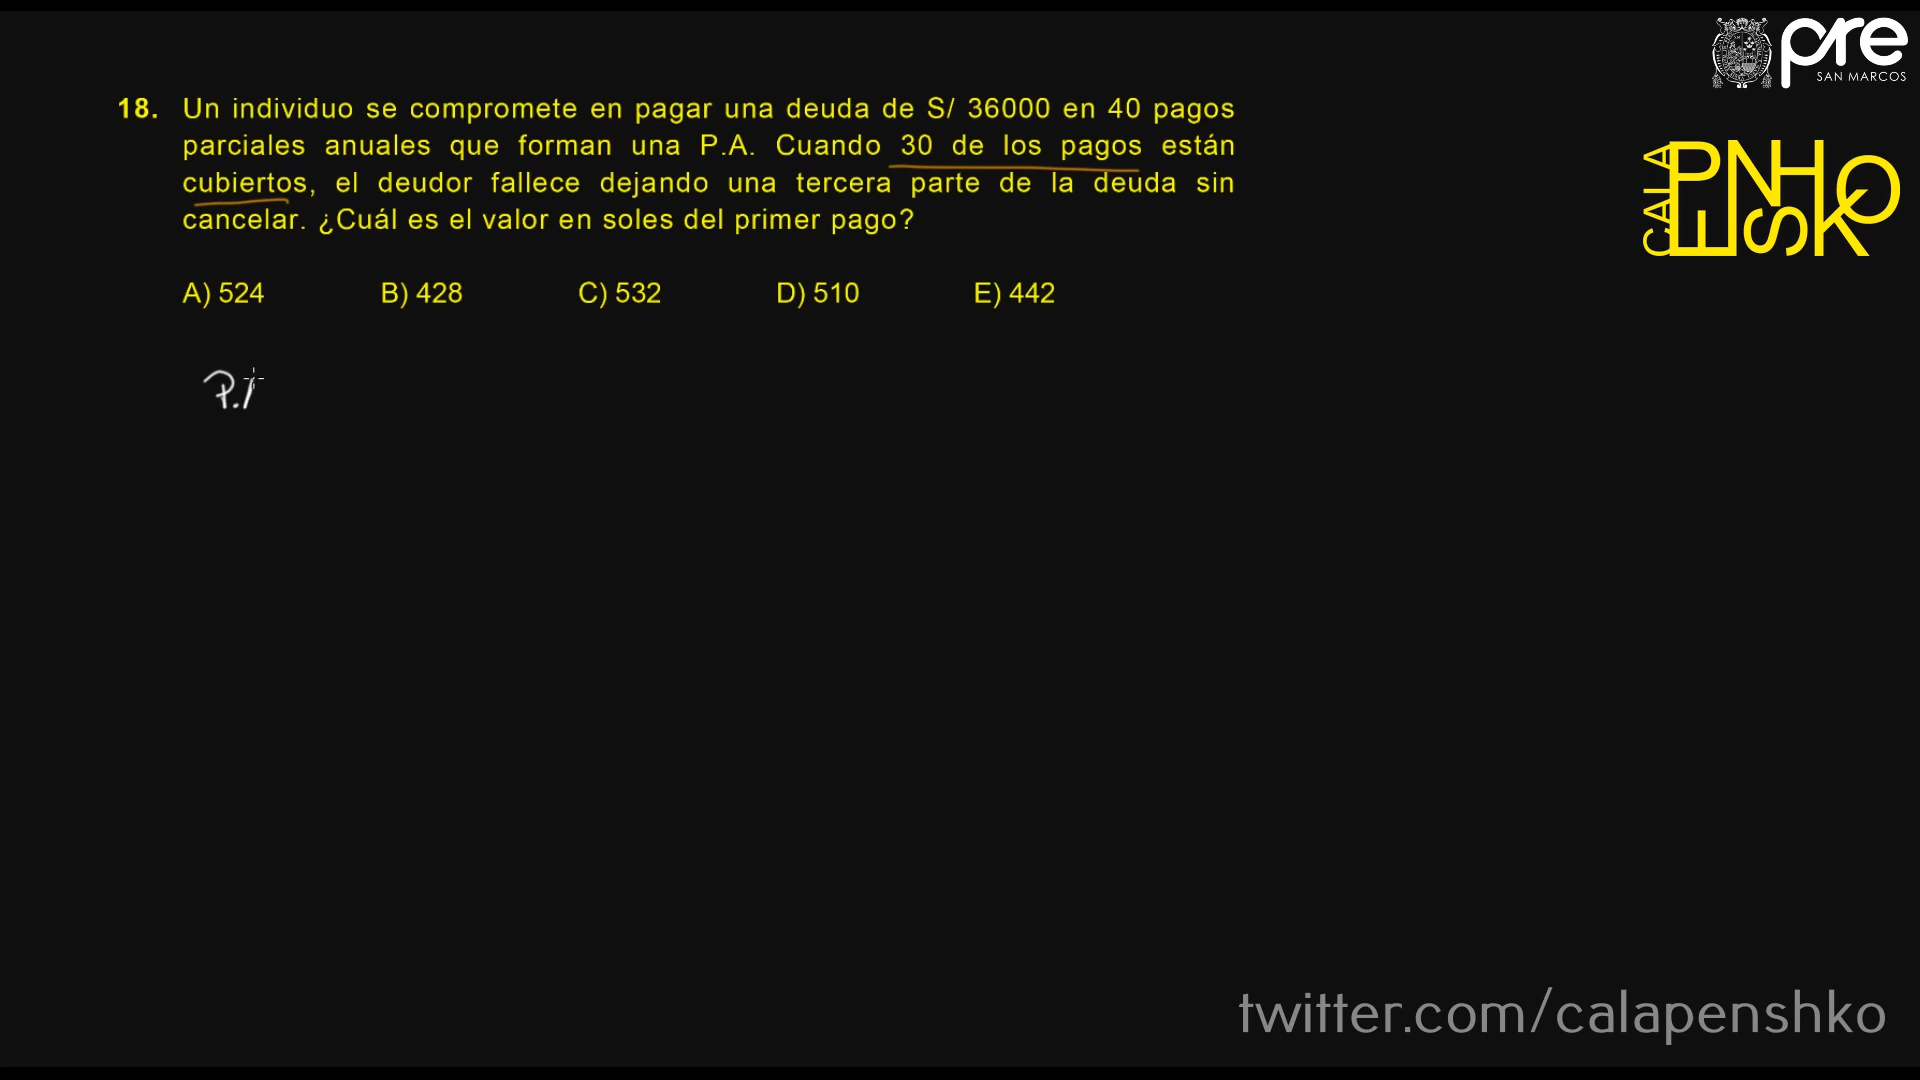 pre
SAN MARCOS
18. Un individuo se compromete en pagar una deuda de S/ 36000 en 40 pagos
parciales anuales que forman una P.A. Cuando 30 de los pagos están
cubiertos, el deudor fallece dejando una tercera parte de la deuda sin
cancelar. ¿Cuál es el valor en soles del primer pago?
CALA PENSHKO
A) 524 B) 428 C) 532 D) 510 E) 442
P.
twitter.com/calapenshko